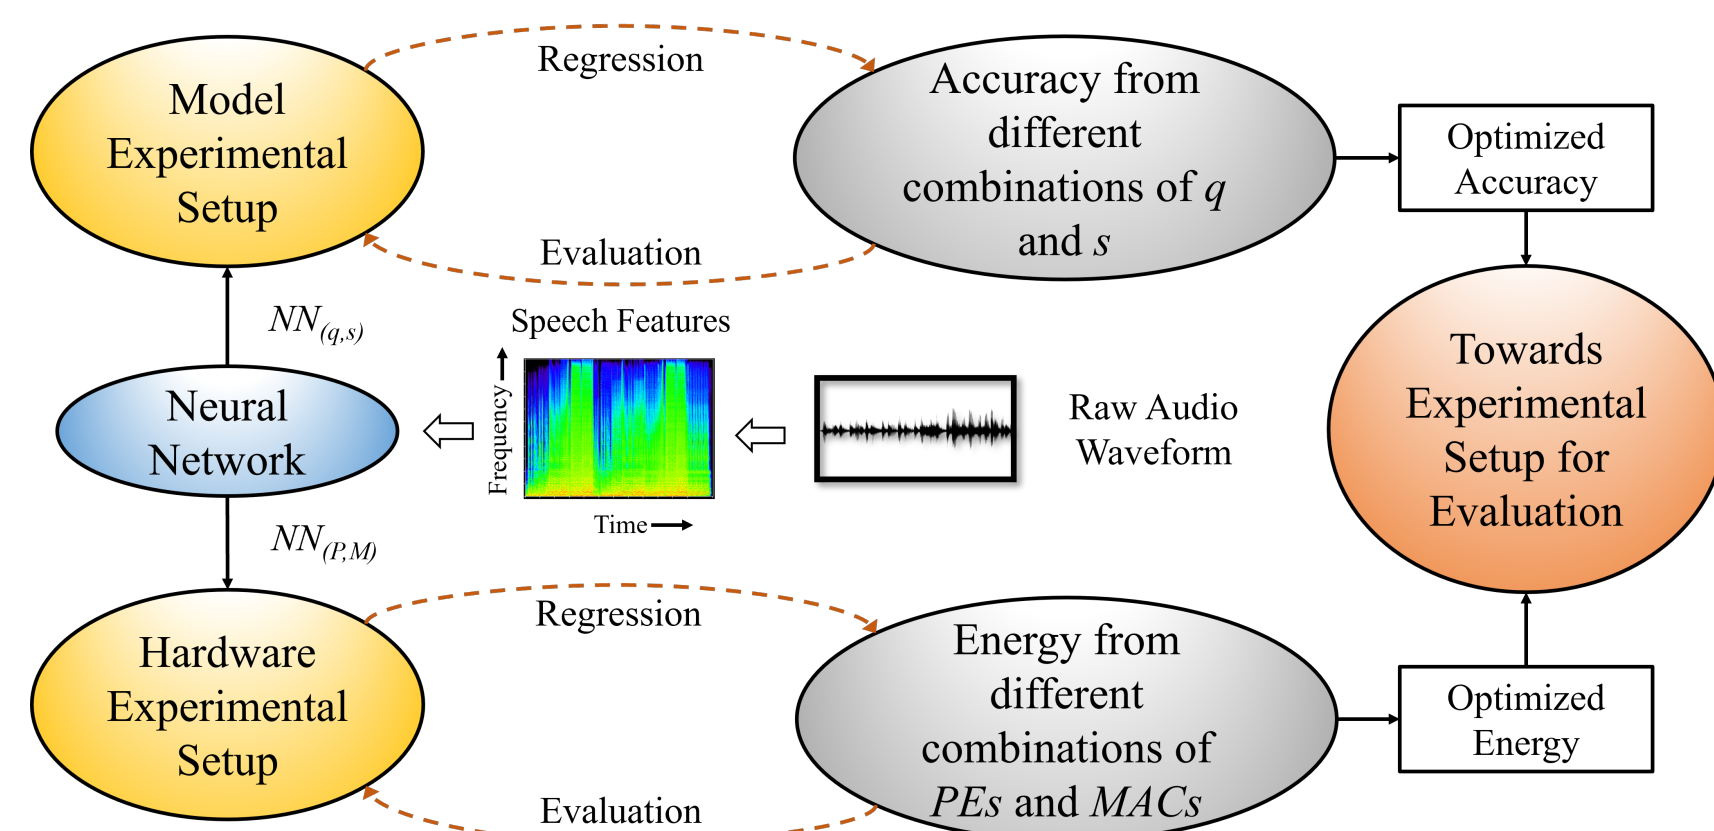 Regression
Model
Experimental
Setup
Accuracy from
different
combinations of q
and s
Optimized
Accuracy
Evaluation
NN(q,s)
Speech Features
Frequency
Time
Neural
Network
Raw Audio
Waveform
Towards
Experimental
Setup for
Evaluation
NN(P,M)
Regression
Hardware
Experimental
Setup
Energy from
different
combinations of
PEs and MACs
Optimized
Energy
Evaluation